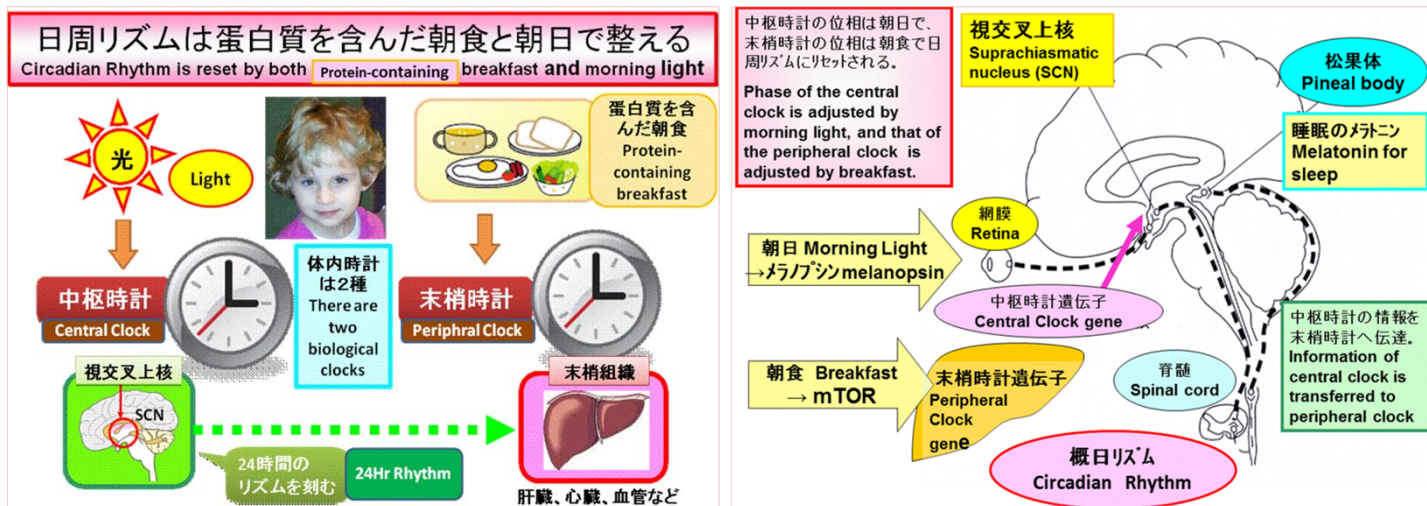 日周リズムは蛋白質を含んだ朝食と朝日で整える
Circadian Rhythm is reset by both Protein-containing breakfast and morning light
光
Light
蛋白質を含
んだ朝食
Protein-
containing
breakfast
中枢時計
Central Clock
体内時計
は2種
There are
two
biological
clocks
末梢時計
Periphral Clock
視交叉上核
SCN
24時間の
リズムを刻む
24Hr Rhythm
末梢組織
肝臓、心臓、血管など
中枢時計の位相は朝日で、
末梢時計の位相は朝食で日
周リズムにリセットされる。
Phase of the central
clock is adjusted by
morning light, and that of
the peripheral clock is
adjusted by breakfast.
視交叉上核
Suprachiasmatic
nucleus (SCN)
松果体
Pineal body
睡眠のメラトニン
Melatonin for
sleep
網膜
Retina
朝日 Morning Light
→メラノプシン melanopsin
中枢時計遺伝子
Central Clock gene
朝食 Breakfast
→ mTOR
末梢時計遺伝子
Peripheral
Clock
gene
脊髄
Spinal cord
中枢時計の情報を
末梢時計へ伝達。
Information of
central clock is
transferred to
peripheral clock
概日リズム
Circadian Rhythm